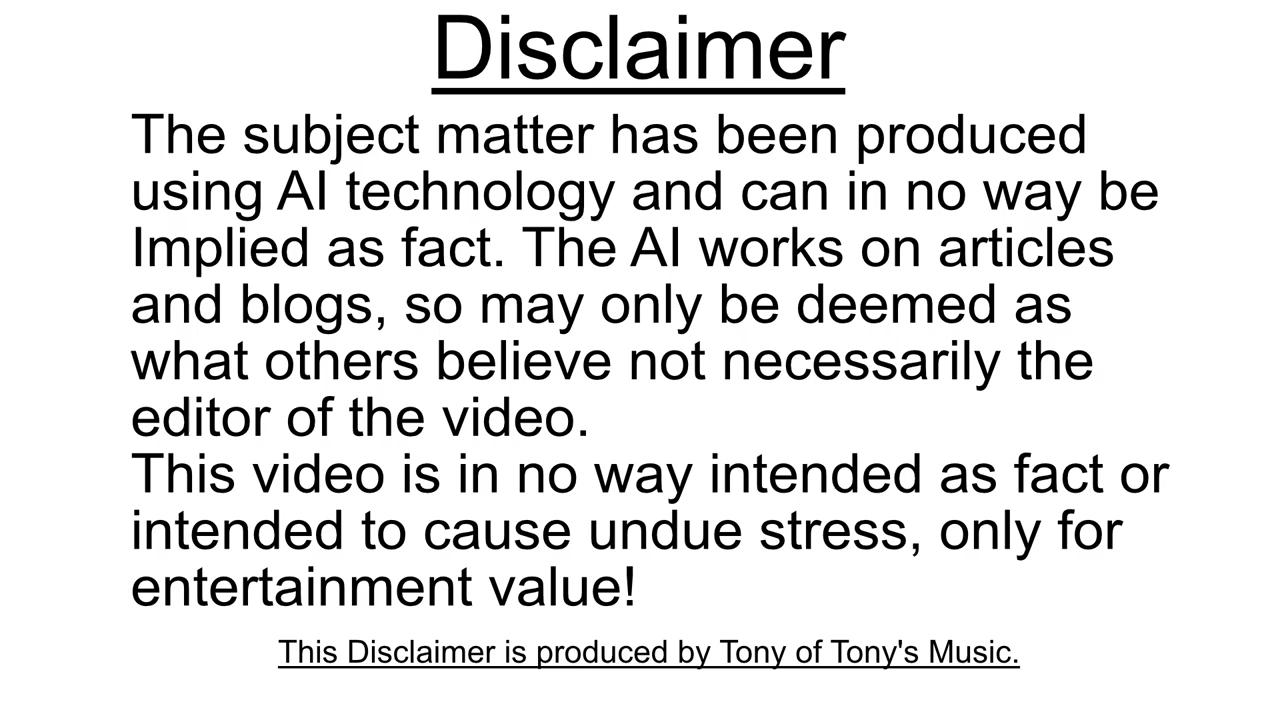 Disclaimer
The subject matter has been produced
using AI technology and can in no way be
Implied as fact. The AI works on articles
and blogs, so may only be deemed as
what others believe not necessarily the
editor of the video.
This video is in no way intended as fact or
intended to cause undue stress, only for
entertainment value!
This Disclaimer is produced by Tony of Tony's Music.